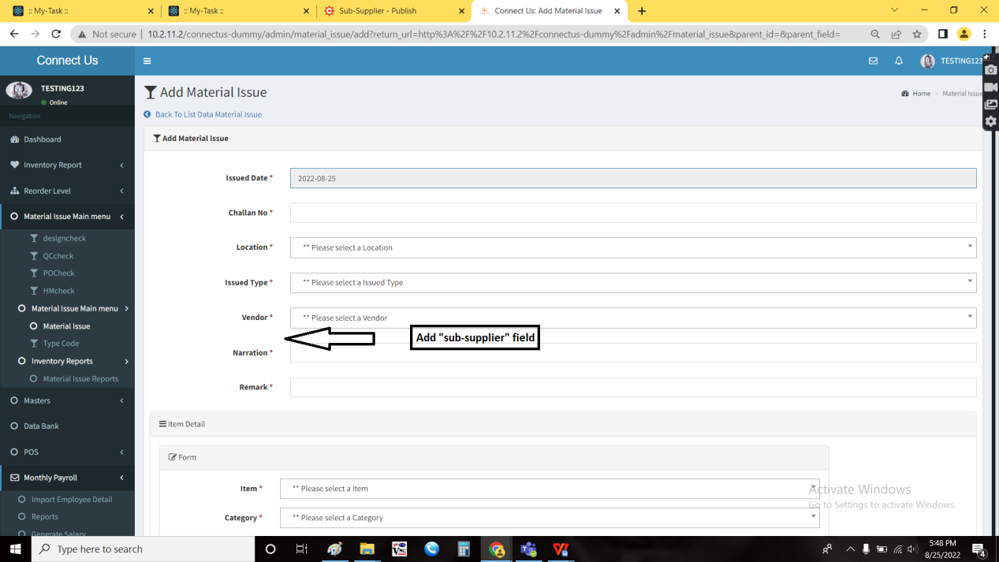 :: My-Task ::
:: My-Task ::
Sub-Supplier - Publish
Connect Us: Add Material Issue
Not secure | 10.2.11.2/connectus-dummy/admin/material_issue/add?return_url=http%3A%2F%2F10.2.11.2%2Fconnectus-dummy%2Fadmin%2Fmaterial_issue&parent_id=&parent_field=
Connect Us
TESTING123
TESTING123
Online
Add Material Issue
Home
Material Issue
Navigation
Back To List Data Material Issue
Dashboard
Add Material Issue
Inventory Report
Issued Date *
2022-08-25
Reorder Level
Challan No *
Material Issue Main menu
designcheck
Location *
** Please select a Location
QCcheck
POCheck
Issued Type *
** Please select a Issued Type
HMcheck
Material Issue Main menu
Vendor *
** Please select a Vendor
Material Issue
Add "sub-supplier" field
Type Code
Narration *
Inventory Reports
Material Issue Reports
Remark *
Masters
Item Detail
Data Bank
POS
Form
Monthly Payroll
Item *
** Please select a Item
Activate Windows
Import Employee Detail
Go to Settings to activate Windows.
Reports
Category *
** Please select a Category
Generate Salary
Type here to search
VNC
5:48 PM
8/25/2022
4